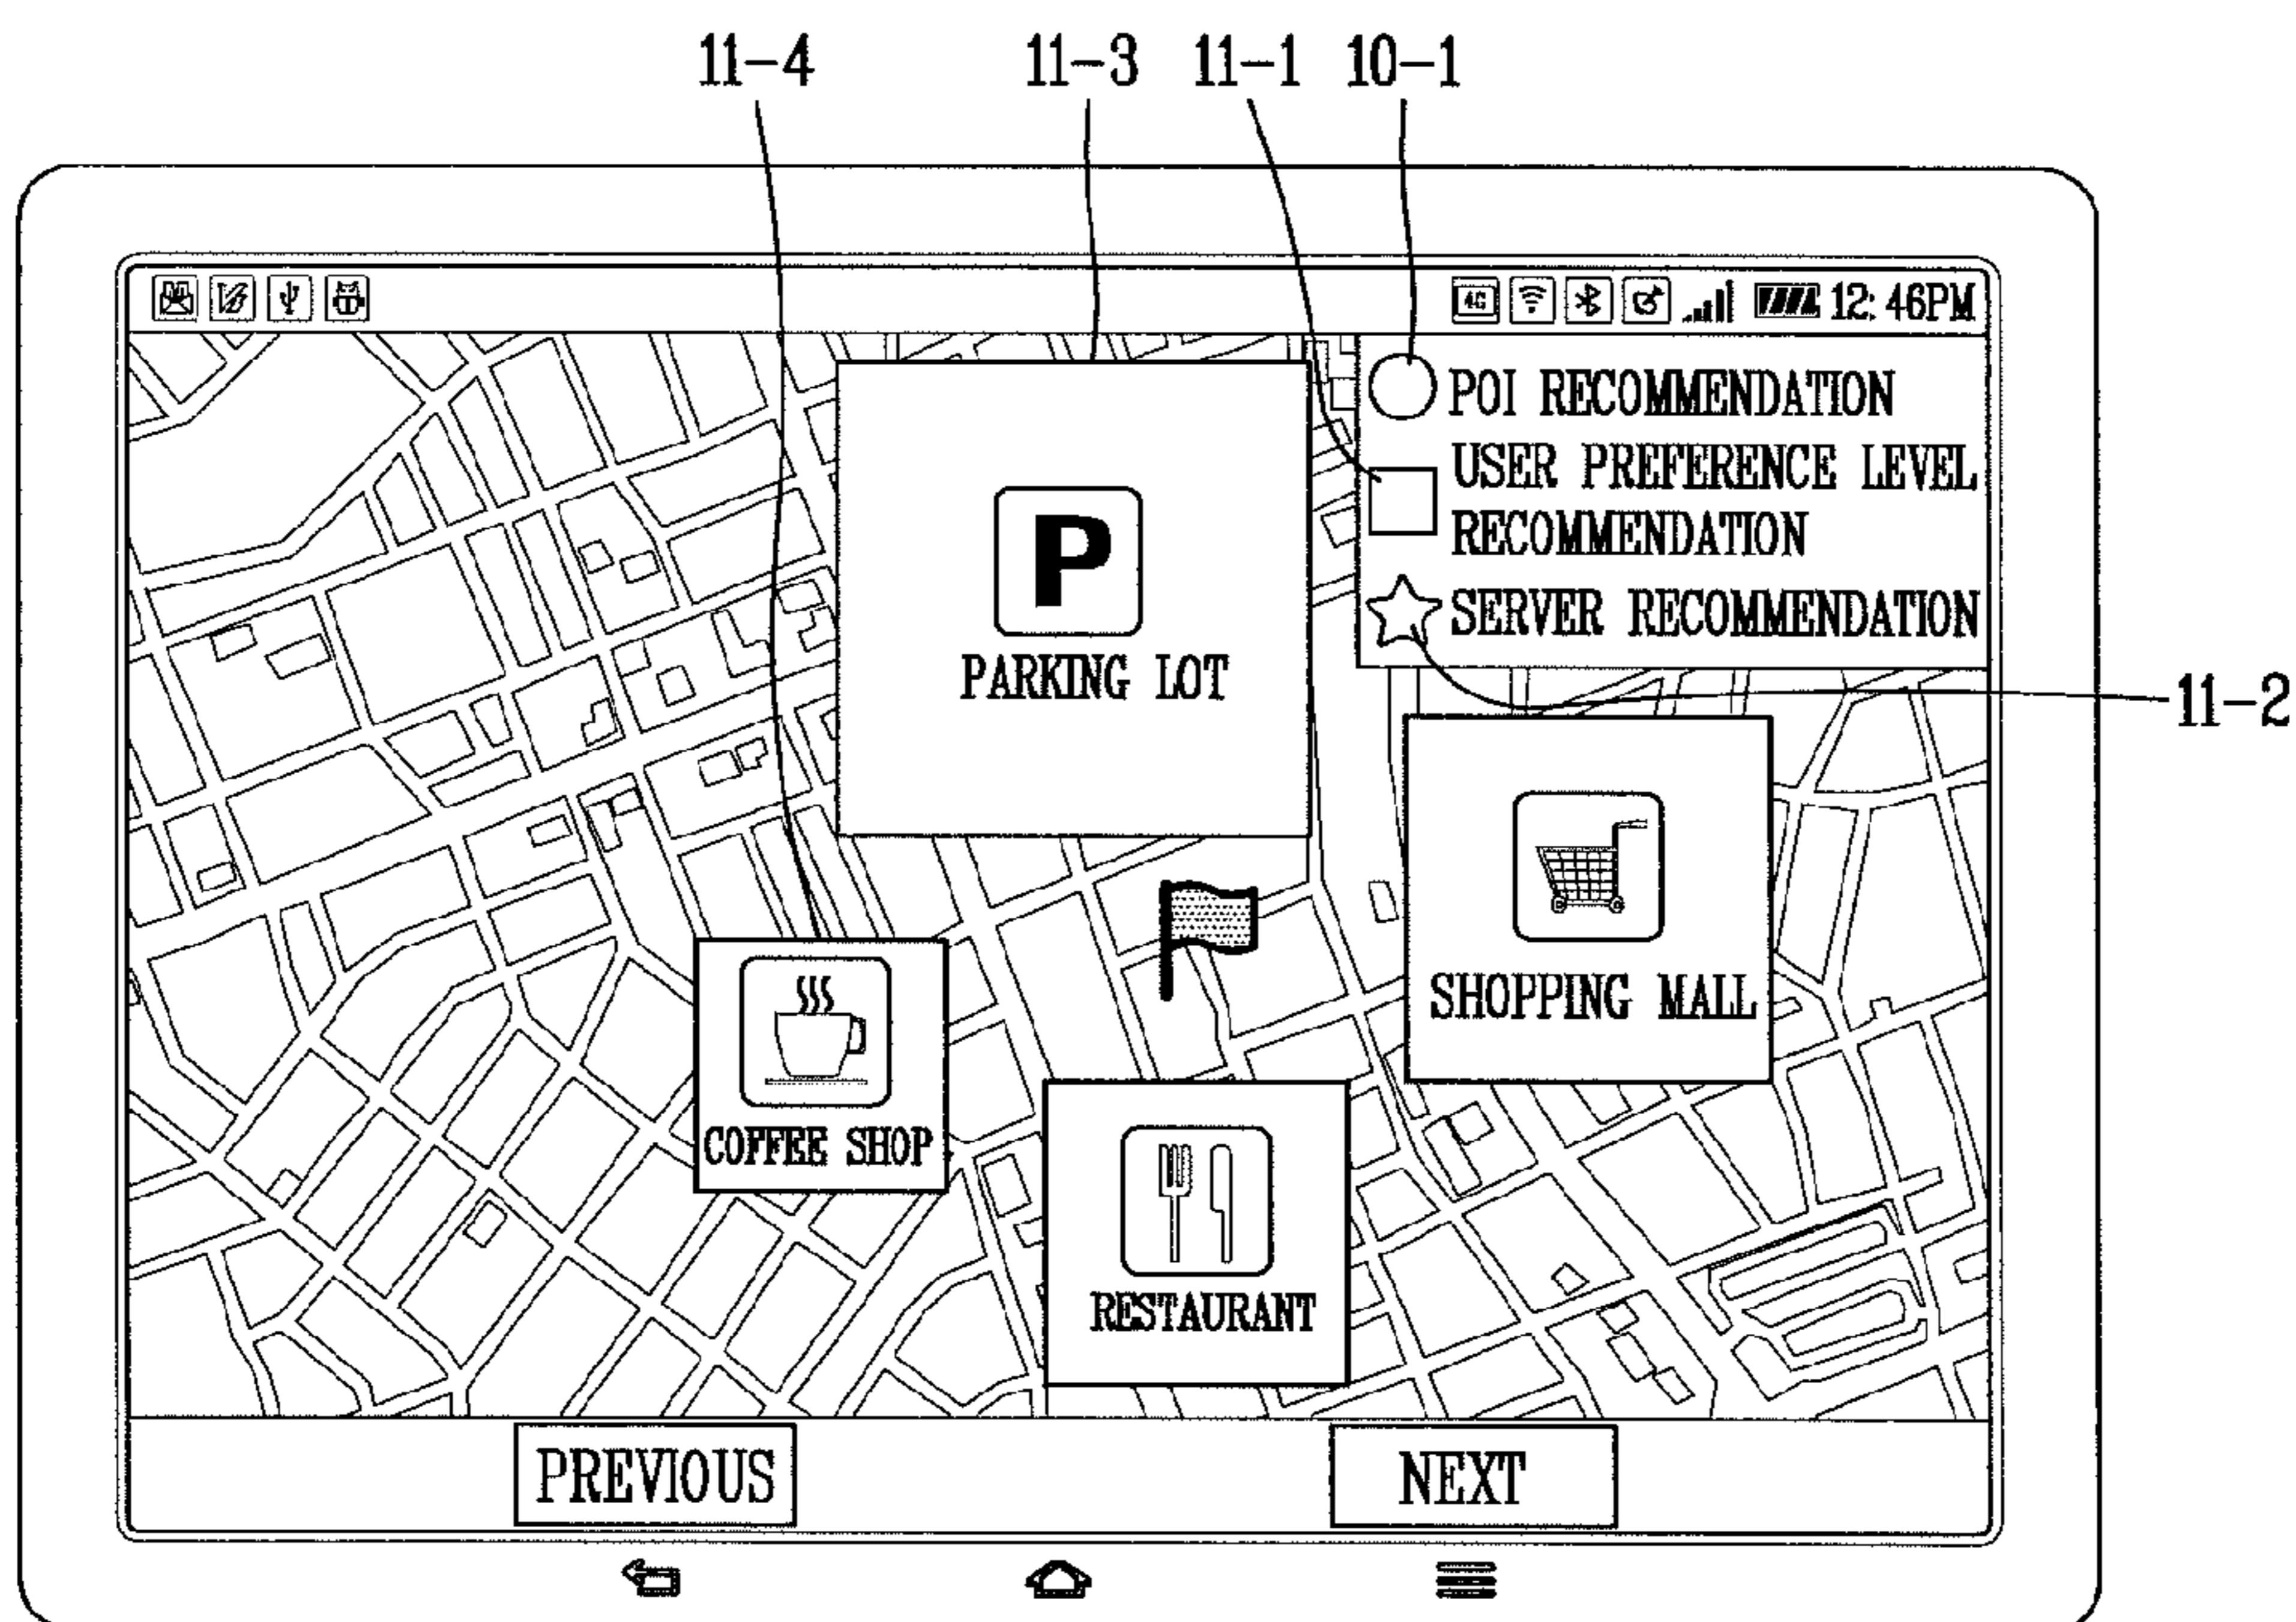 11-4
11-3
11-1
10-1
4G
12:46PM
POI RECOMMENDATION
USER PREFERENCE LEVEL
RECOMMENDATION
SERVER RECOMMENDATION
11-2
P
PARKING LOT
SHOPPING MALL
COFFEE SHOP
RESTAURANT
PREVIOUS
NEXT